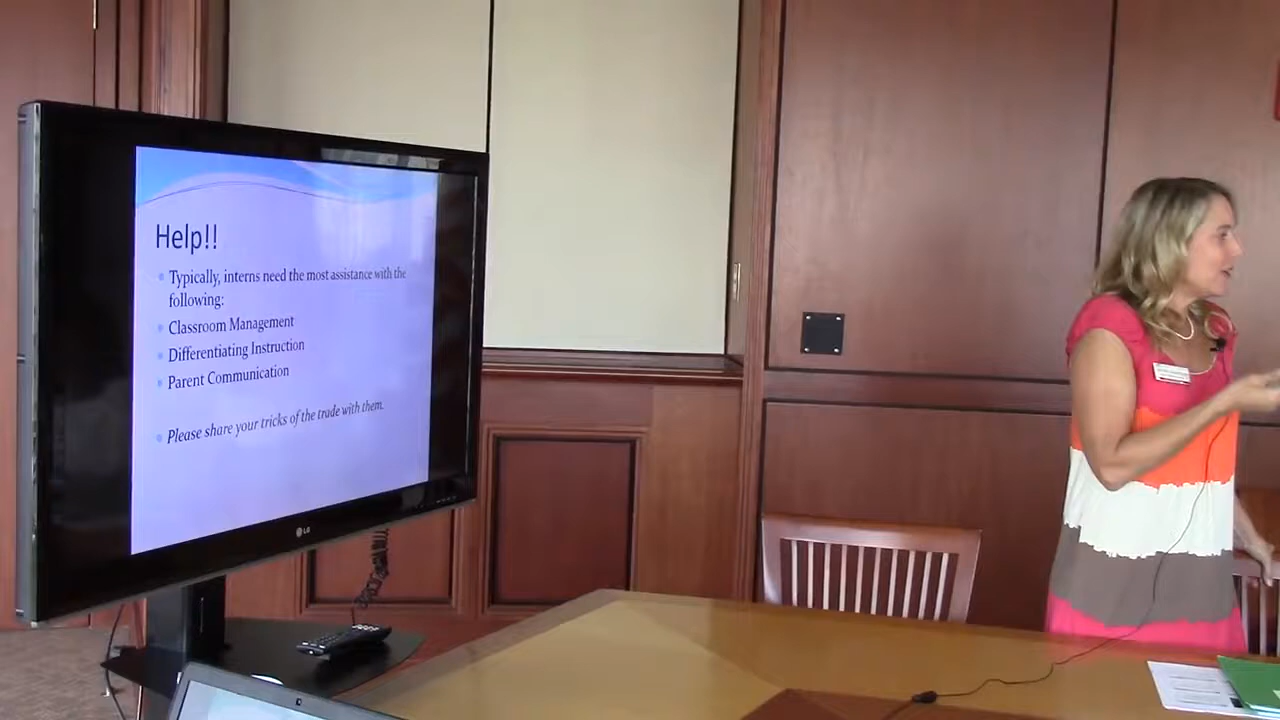 Help!!
Typically, interns need the most assistance with the
following:
Classroom Management
Differentiating Instruction
Parent Communication
Please share your tricks of the trade with them.
LG